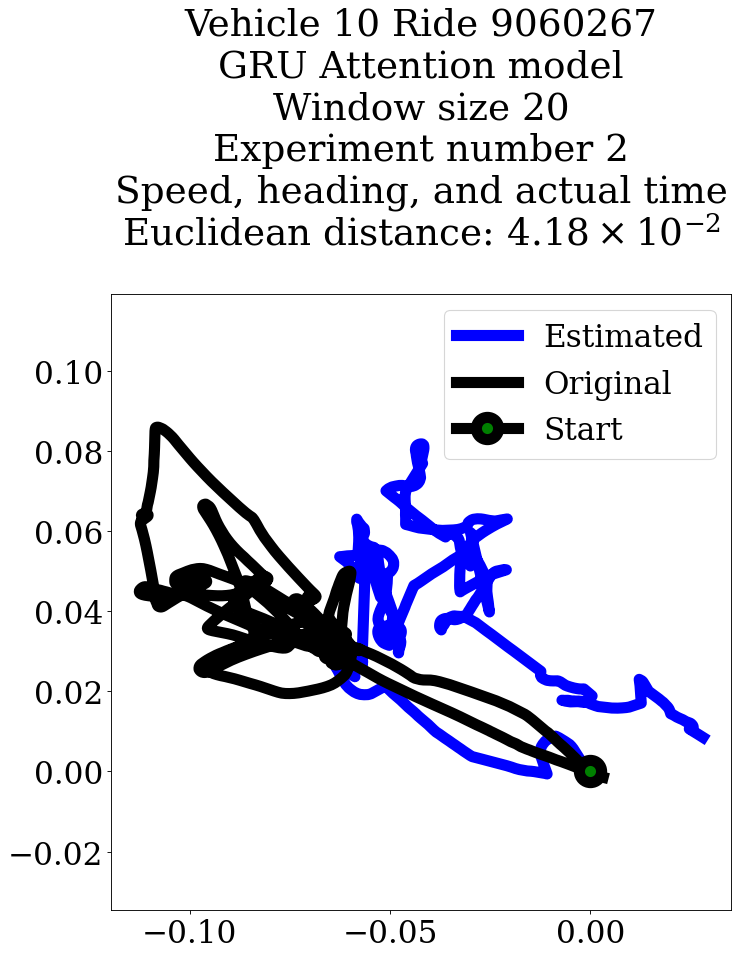 Vehicle 10 Ride 9060267
GRU Attention model
Window size 20
Experiment number 2
Speed, heading, and actual time
Euclidean distance: 4.18 × 10⁻²
Estimated
Original
Start
0.10
0.08
0.06
0.04
0.02
0.00
−0.02
−0.10
−0.05
0.00